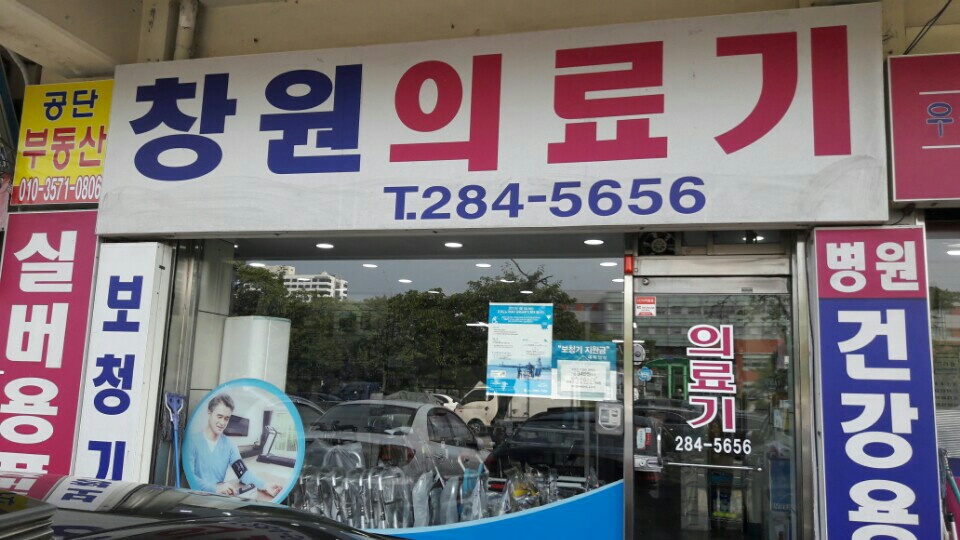 창원의료기
T.284-5656
공단
부동산
010-3571-0806
실버용품
보청기
"보청기 지원금"
의료기
284-5656
병원
건강용
우